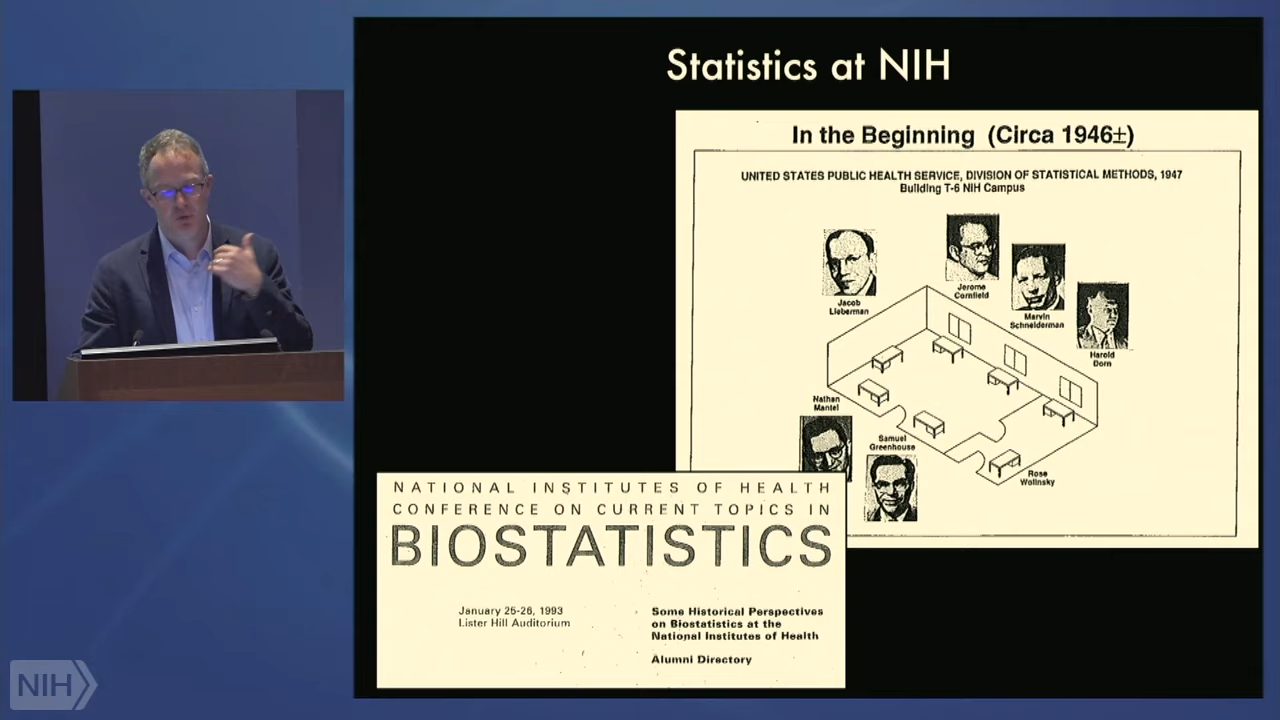 Statistics at NIH
In the Beginning (Circa 1946±)
UNITED STATES PUBLIC HEALTH SERVICE, DIVISION OF STATISTICAL METHODS, 1947
Building T-6 NIH Campus
Jacob
Lieberman
Jerome
Cornfield
Marvin
Schneiderman
Harold
Dorn
Nathan
Mantel
Samuel
Greenhouse
Rose
Wolinsky
NATIONAL INSTITUTES OF HEALTH
CONFERENCE ON CURRENT TOPICS IN
BIOSTATISTICS
January 25-26, 1993
Lister Hill Auditorium
Some Historical Perspectives
on Biostatistics at the
National Institutes of Health
Alumni Directory
NIH